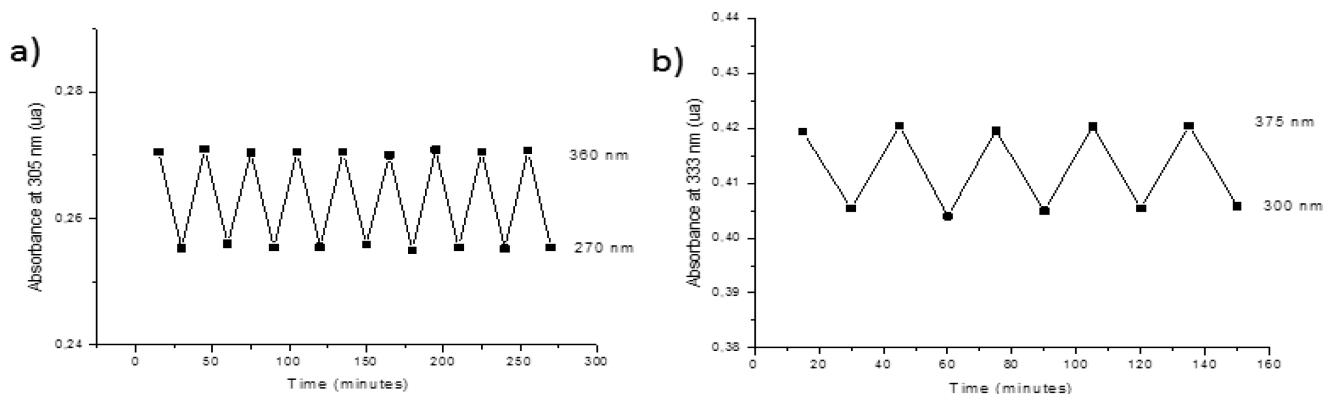 a)
Absorbance at 305 nm (ua)
0,28
0,26
0,24
360 nm
270 nm
0 50 100 150 200 250 300
Time (minutes)
b)
Absorbance at 333 nm (ua)
0,44
0,43
0,42
0,41
0,40
0,39
0,38
375 nm
300 nm
0 20 40 60 80 100 120 140 160
Time (minutes)